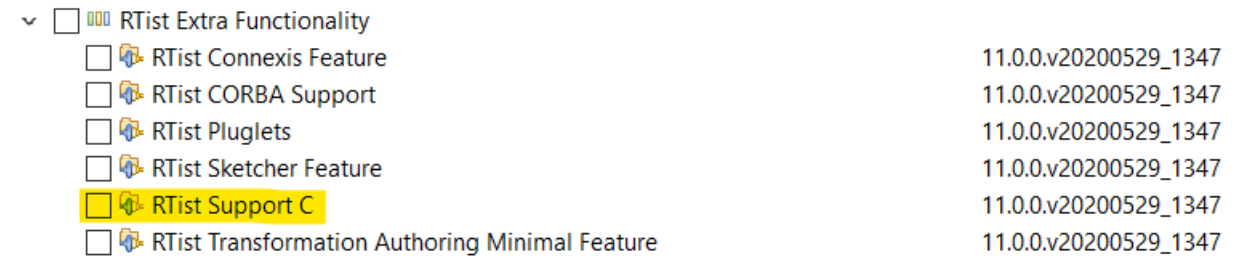 RTist Extra Functionality
RTist Connexis Feature 11.0.0.v20200529_1347
RTist CORBA Support 11.0.0.v20200529_1347
RTist Pluglets 11.0.0.v20200529_1347
RTist Sketcher Feature 11.0.0.v20200529_1347
RTist Support C 11.0.0.v20200529_1347
RTist Transformation Authoring Minimal Feature 11.0.0.v20200529_1347